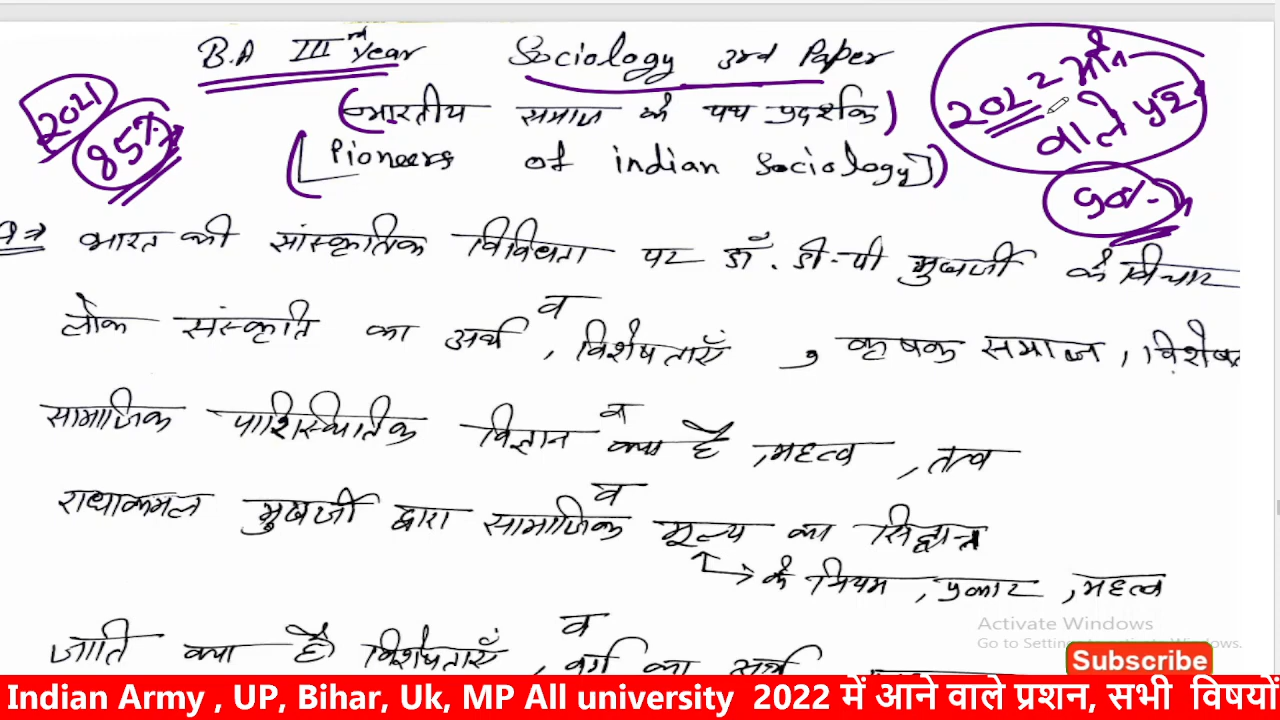 B.A IIIrd Year Sociology 3rd Paper
2021
85%
(भारतीय समाज के पथ प्रदर्शक)
[Pioneers of indian Sociology]
2022 में
वाले प्रश्न
90%
भारत की सांस्कृतिक विविधता पर डॉ. डी-पी मुखर्जी के विचार
लोक संस्कृति का अर्थ व, विशेषताएँ, कृषक समाज,
सामाजिक पारिस्थितिक विज्ञान व क्या है, महत्व, तत्व
राधाकमल मुखर्जी द्वारा सामाजिक व मूल्य का सिद्धान्त
के नियम, प्रकार, महत्व
जाति क्या है विशेषताएँ, व वर्ग का अर्थ
Activate Windows
Go to Settings to activate Windows.
Subscribe
Indian Army , UP, Bihar, Uk, MP All university 2022 में आने वाले प्रशन, सभी विषयों